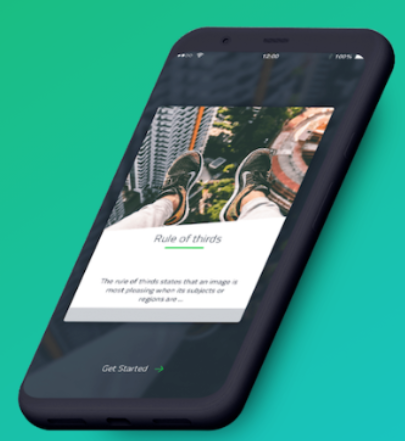 12:00
100%
Rule of thirds
The rule of thirds states that an image is
most pleasing when its subjects or
regions are ...
Get Started